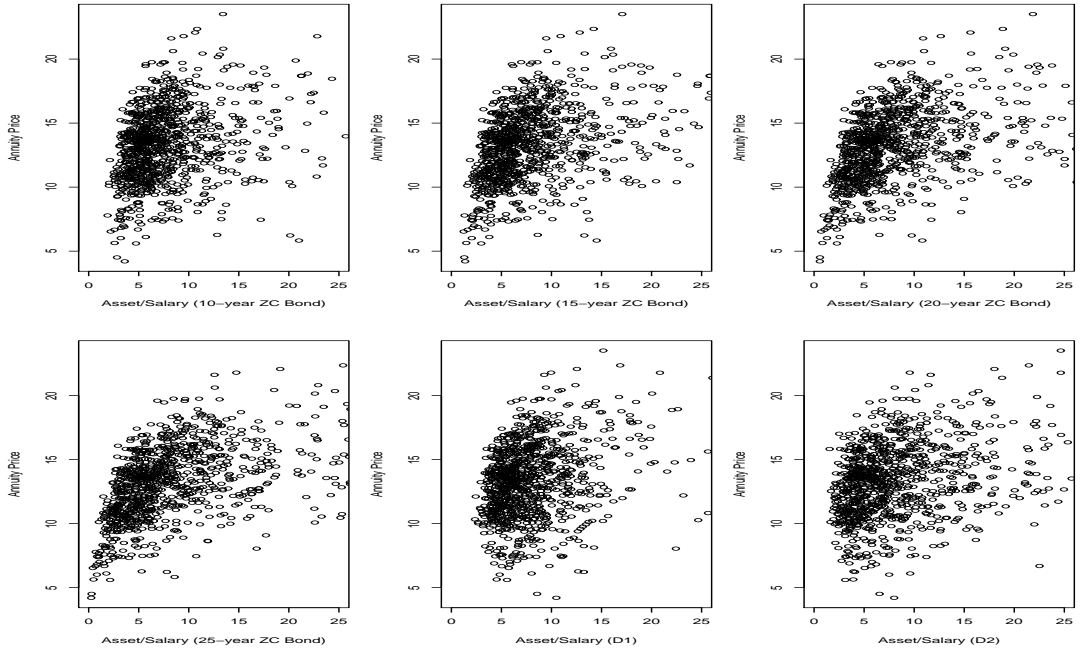 Annuity Price
5 10 15 20
0 5 10 15 20 25
Asset/Salary (10−year ZC Bond)
Annuity Price
5 10 15 20
0 5 10 15 20 25
Asset/Salary (15−year ZC Bond)
Annuity Price
5 10 15 20
0 5 10 15 20 25
Asset/Salary (20−year ZC Bond)
Annuity Price
5 10 15 20
0 5 10 15 20 25
Asset/Salary (25−year ZC Bond)
Annuity Price
5 10 15 20
0 5 10 15 20 25
Asset/Salary (D1)
Annuity Price
5 10 15 20
0 5 10 15 20 25
Asset/Salary (D2)